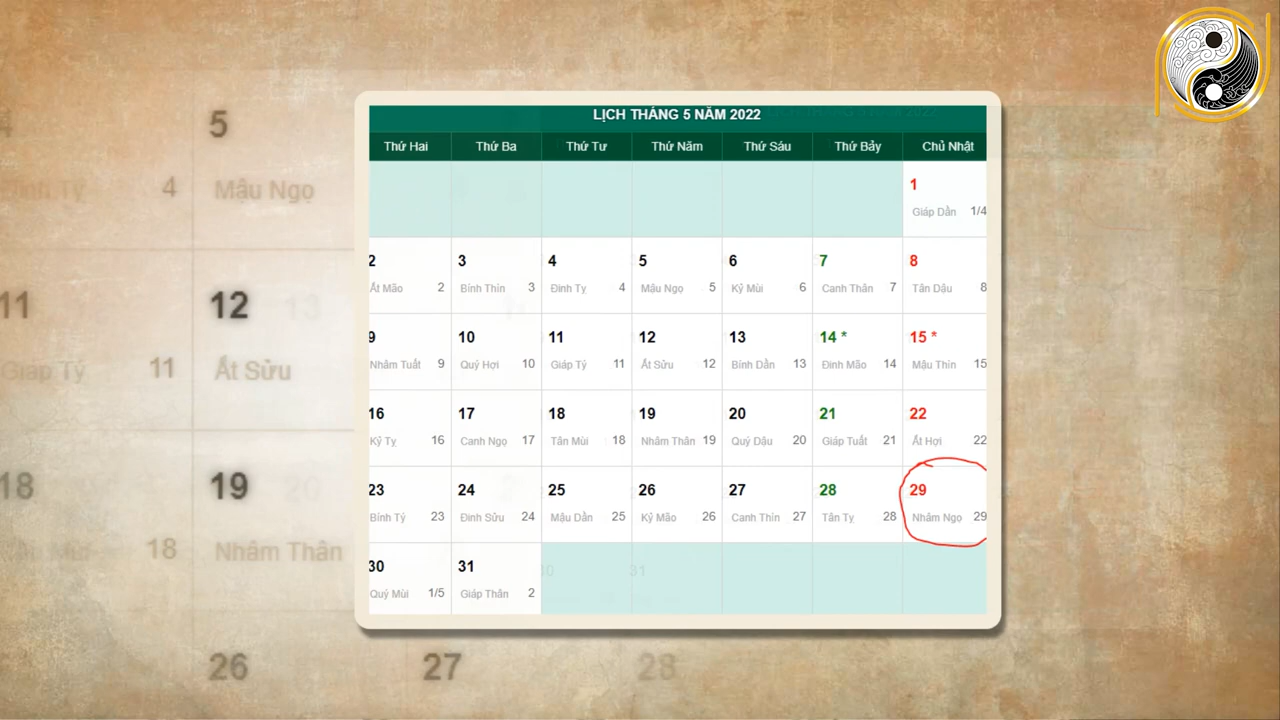 LỊCH THÁNG 5 NĂM 2022
Thứ Hai Thứ Ba Thứ Tư Thứ Năm Thứ Sáu Thứ Bảy Chủ Nhật
1
Giáp Dần 1/4
2 3 4 5 6 7 8
Ất Mão 2 Bính Thìn 3 Đinh Tỵ 4 Mậu Ngọ 5 Kỷ Mùi 6 Canh Thân 7 Tân Dậu 8
9 10 11 12 13 14 * 15 *
Nhâm Tuất 9 Quý Hợi 10 Giáp Tý 11 Ất Sửu 12 Bính Dần 13 Đinh Mão 14 Mậu Thìn 15
16 17 18 19 20 21 22
Kỷ Tỵ 16 Canh Ngọ 17 Tân Mùi 18 Nhâm Thân 19 Quý Dậu 20 Giáp Tuất 21 Ất Hợi 22
23 24 25 26 27 28 29
Bính Tý 23 Đinh Sửu 24 Mậu Dần 25 Kỷ Mão 26 Canh Thìn 27 Tân Tỵ 28 Nhâm Ngọ 29
30 31
Quý Mùi 1/5 Giáp Thân 2
5
4 Mậu Ngọ
11 12
Giáp Tý 11 Ất Sửu
18 19
18 Nhâm Thân
26 27 28